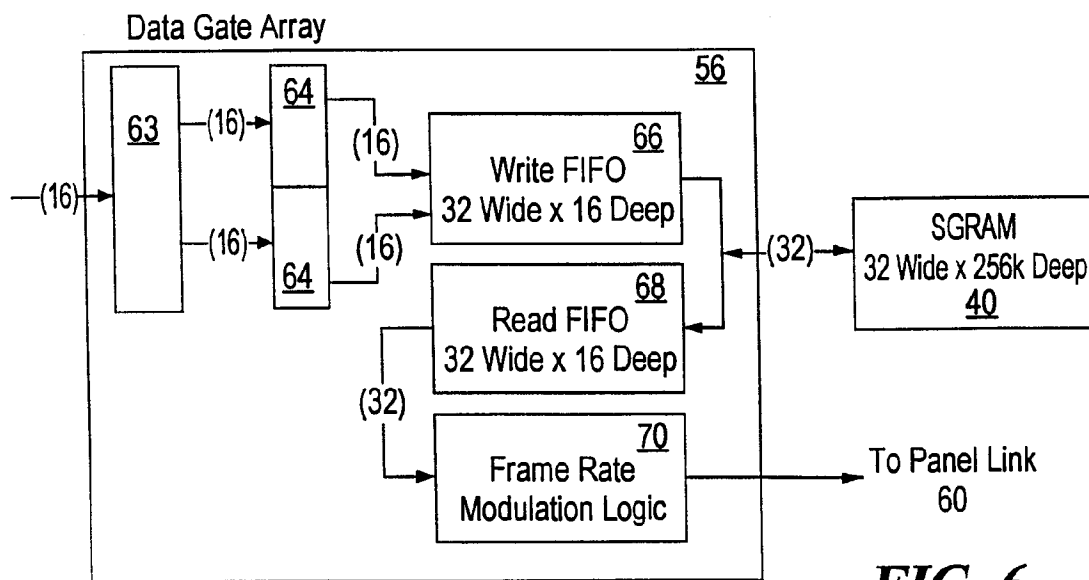 Data Gate Array
56
63
(16)
(16)
(16)
64
64
(16)
(16)
66
Write FIFO
32 Wide x 16 Deep
(32)
SGRAM
32 Wide x 256k Deep
40
68
Read FIFO
32 Wide x 16 Deep
(32)
70
Frame Rate
Modulation Logic
To Panel Link
60
FIG. 6